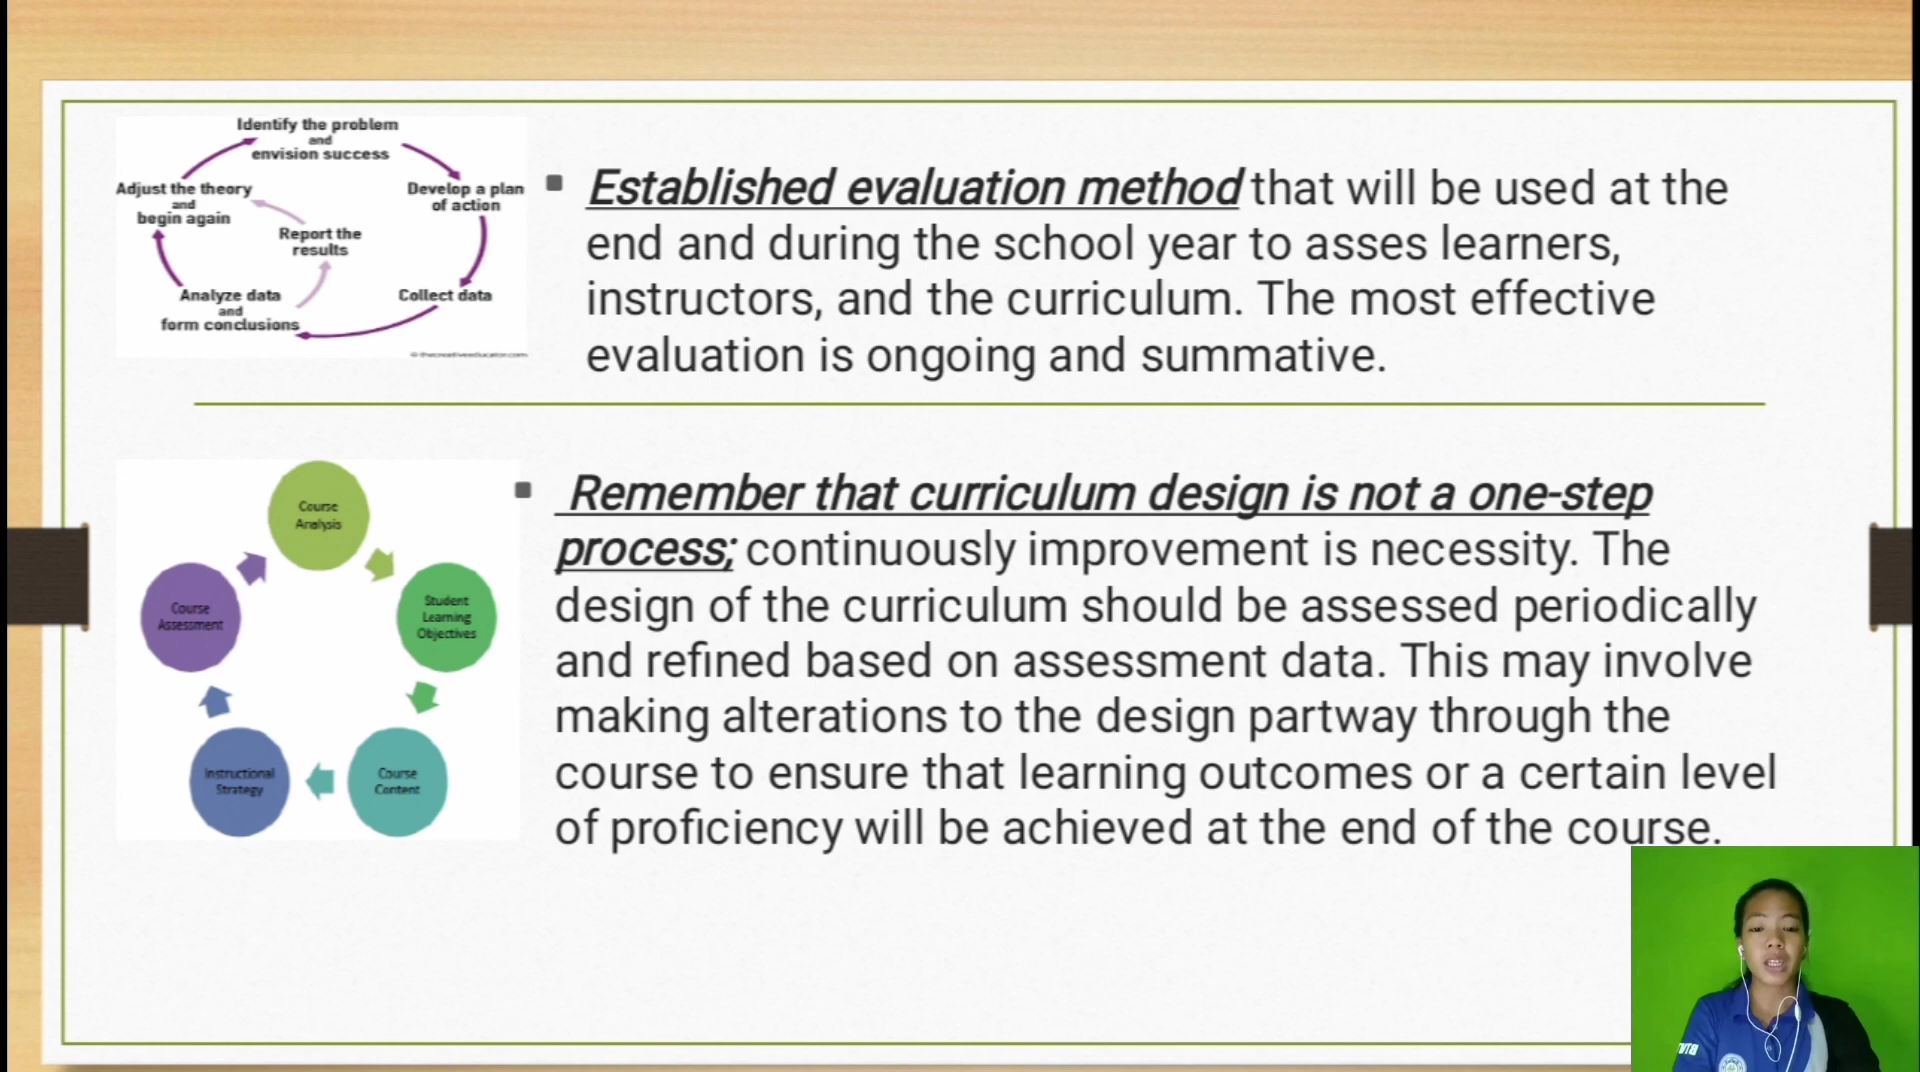 Identify the problem
and
envision success
Adjust the theory
and
begin again
Develop a plan
of action
Report the
results
Analyze data
and
form conclusions
Collect data
© thecreativeeducator.com
Established evaluation method that will be used at the
end and during the school year to asses learners,
instructors, and the curriculum. The most effective
evaluation is ongoing and summative.
Course
Analysis
Student
Learning
Objectives
Course
Content
Instructional
Strategy
Course
Assessment
Remember that curriculum design is not a one-step
process; continuously improvement is necessity. The
design of the curriculum should be assessed periodically
and refined based on assessment data. This may involve
making alterations to the design partway through the
course to ensure that learning outcomes or a certain level
of proficiency will be achieved at the end of the course.